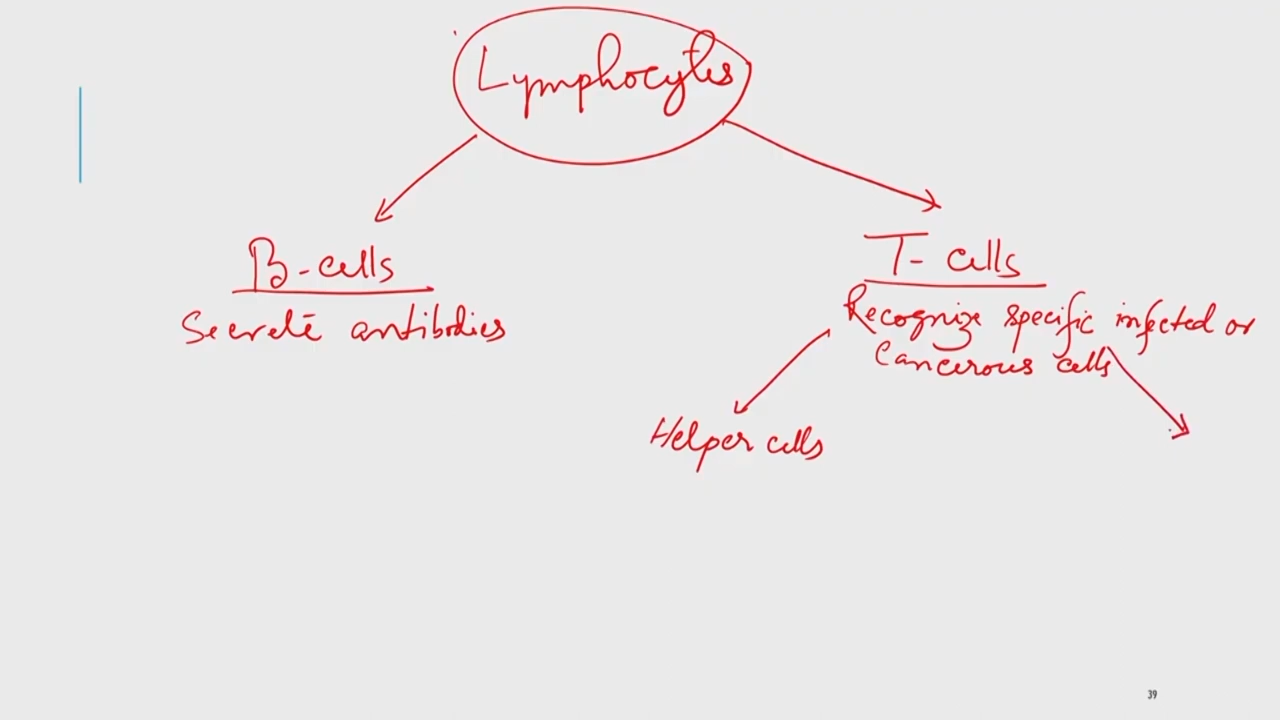 Lymphocytes
B-cells
Secrete antibodies
T-cells
Recognize specific infected or
Cancerous cells
Helper cells
39